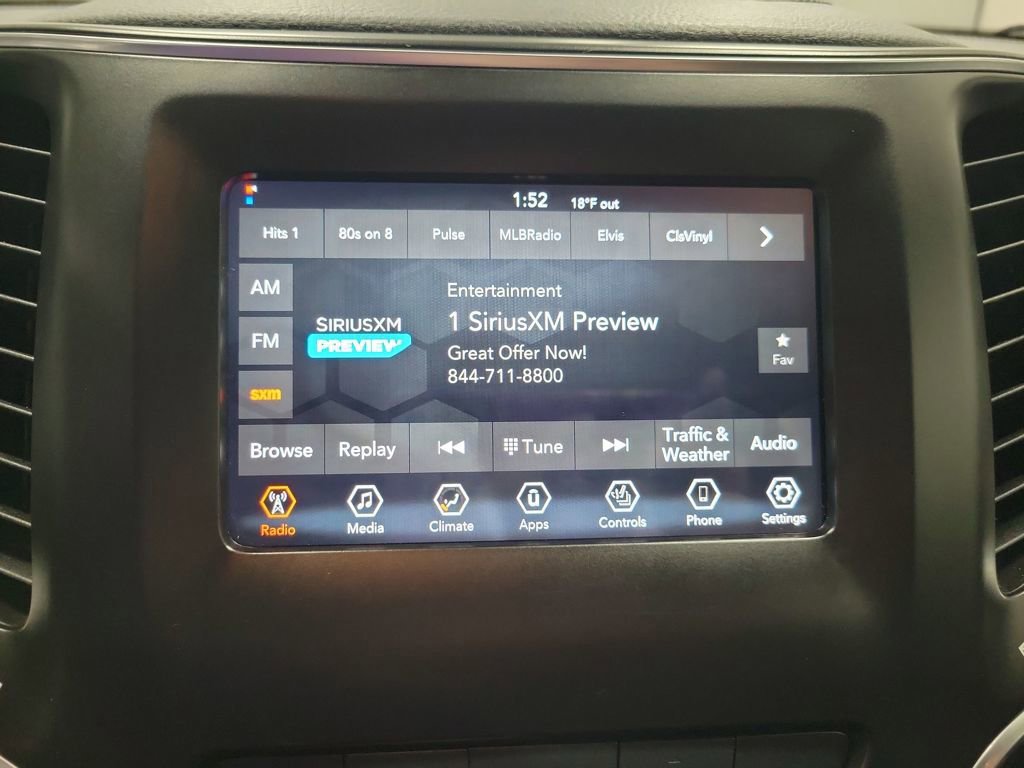 1:52 18°F out
Hits 1 80s on 8 Pulse MLBRadio Elvis ClsVinyl
AM
FM
sxm
SIRIUSXM
PREVIEW
Entertainment
1 SiriusXM Preview
Great Offer Now!
844-711-8800
Fav
Browse Replay Tune Traffic & Weather Audio
Radio Media Climate Apps Controls Phone Settings